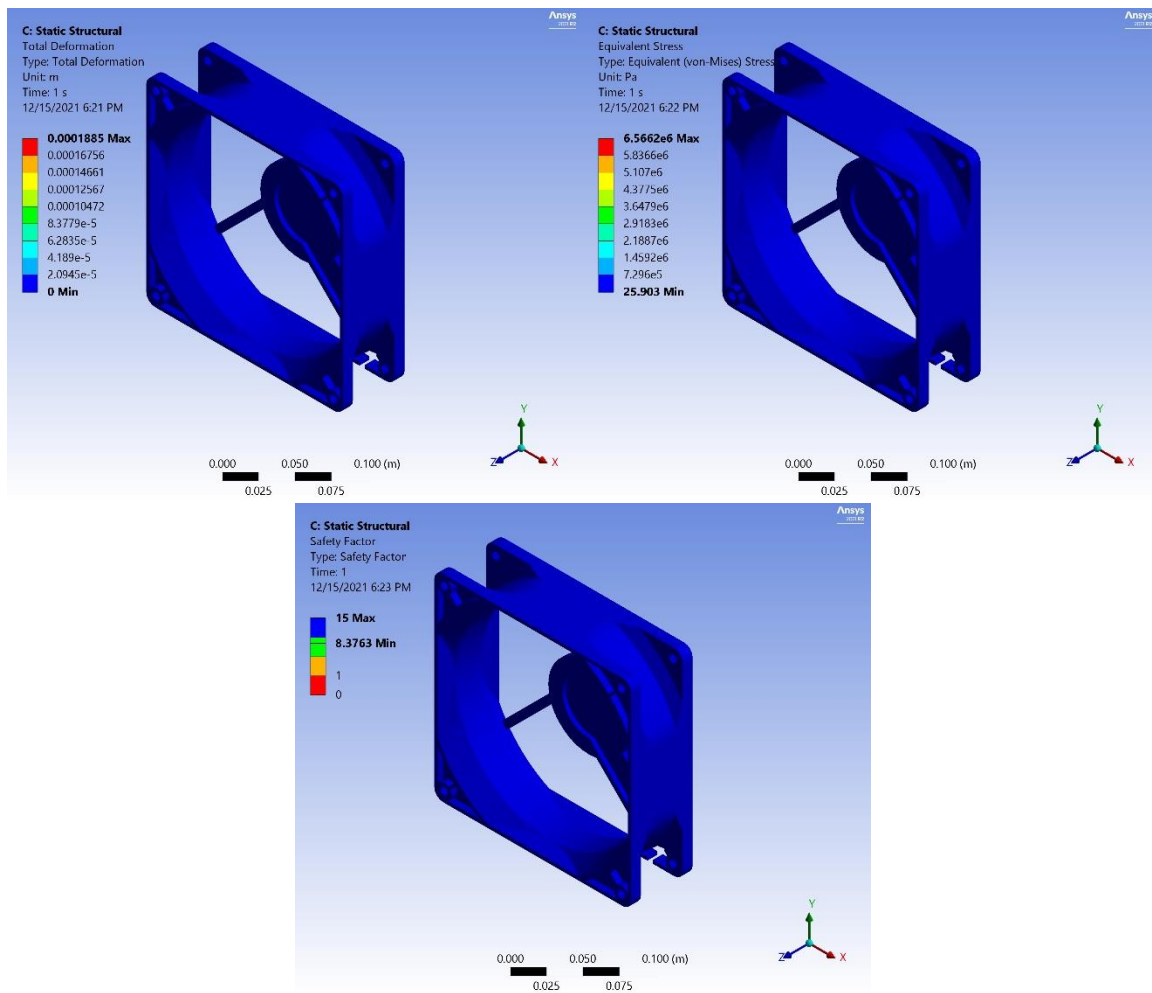 Ansys
C: Static Structural
Total Deformation
Type: Total Deformation
Unit: m
Time: 1 s
12/15/2021 6:21 PM
0.0001885 Max
0.00016756
0.00014661
0.00012567
0.00010472
8.3779e-5
6.2835e-5
4.189e-5
2.0945e-5
0 Min
Y
Z
X
0.000
0.050
0.100 (m)
0.025
0.075
Ansys
C: Static Structural
Equivalent Stress
Type: Equivalent (von-Mises) Stress
Unit: Pa
Time: 1 s
12/15/2021 6:22 PM
6.5662e6 Max
5.8366e6
5.107e6
4.3775e6
3.6479e6
2.9183e6
2.1887e6
1.4592e6
7.296e5
25.903 Min
Y
Z
X
0.000
0.050
0.100 (m)
0.025
0.075
Ansys
C: Static Structural
Safety Factor
Type: Safety Factor
Time: 1
12/15/2021 6:23 PM
15 Max
8.3763 Min
1
0
Y
Z
X
0.000
0.050
0.100 (m)
0.025
0.075